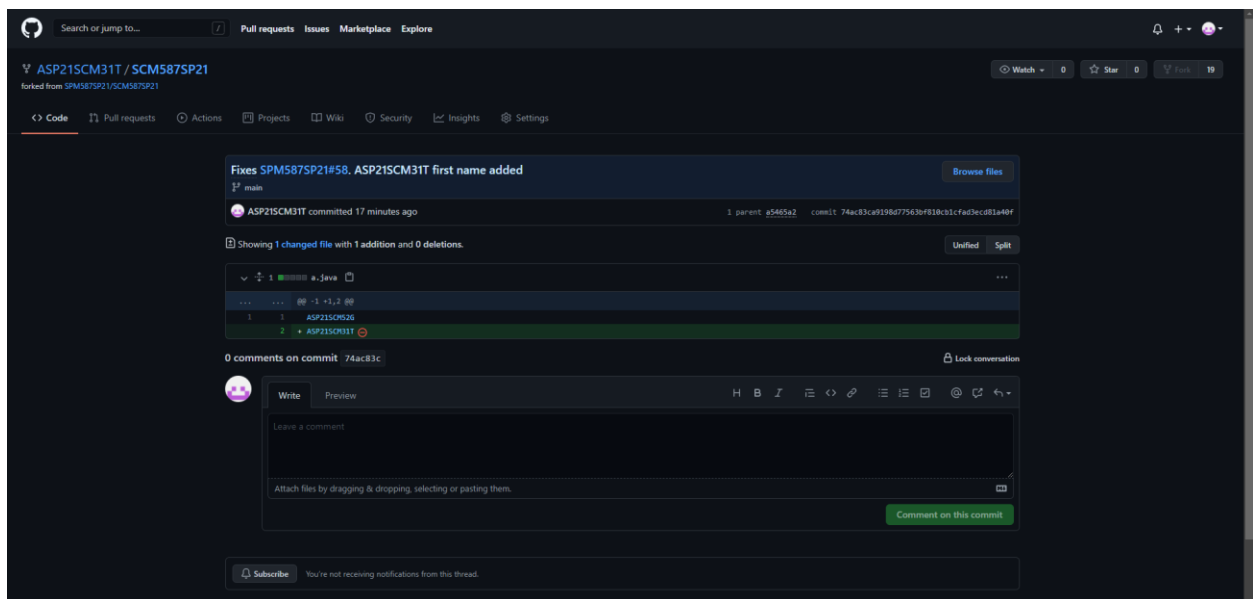 Search or jump to... /
Pull requests Issues Marketplace Explore
ASP21SCM31T / SCM587SP21
forked from SPM587SP21/SCM587SP21
Watch 0 Star 0 Fork 19
Code Pull requests Actions Projects Wiki Security Insights Settings
Fixes SPM587SP21#58. ASP21SCM31T first name added
Browse files
main
ASP21SCM31T committed 17 minutes ago
1 parent a5465a2 commit 74ac83ca9198d77563bf810cb1cfad3ecd81a40f
Showing 1 changed file with 1 addition and 0 deletions.
Unified Split
1 a.java ...
... ... @@ -1 +1,2 @@
1 1 ASP21SCM52G
2 + ASP21SCM31T
0 comments on commit 74ac83c
Lock conversation
Write Preview
H B I
Leave a comment
Attach files by dragging & dropping, selecting or pasting them.
Comment on this commit
Subscribe You're not receiving notifications from this thread.